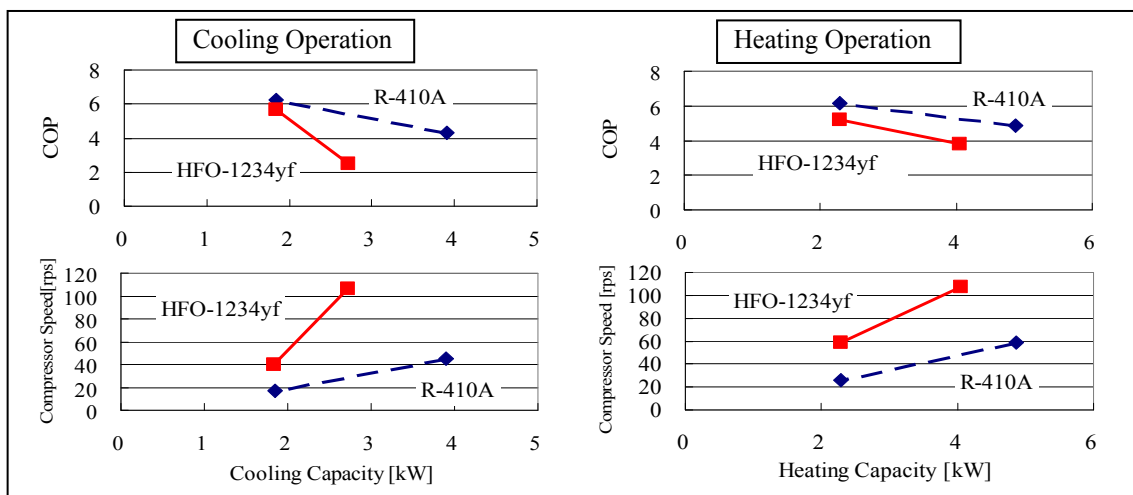 Cooling Operation
Heating Operation
8
6
4
2
0
COP
R-410A
HFO-1234yf
0 1 2 3 4 5
8
6
4
2
0
COP
R-410A
HFO-1234yf
0 2 4 6
120
100
80
60
40
20
0
Compressor Speed[rps]
HFO-1234yf
R-410A
0 1 2 3 4 5
Cooling Capacity [kW]
120
100
80
60
40
20
0
Compressor Speed [rps]
HFO-1234yf
R-410A
0 2 4 6
Heating Capacity [kW]